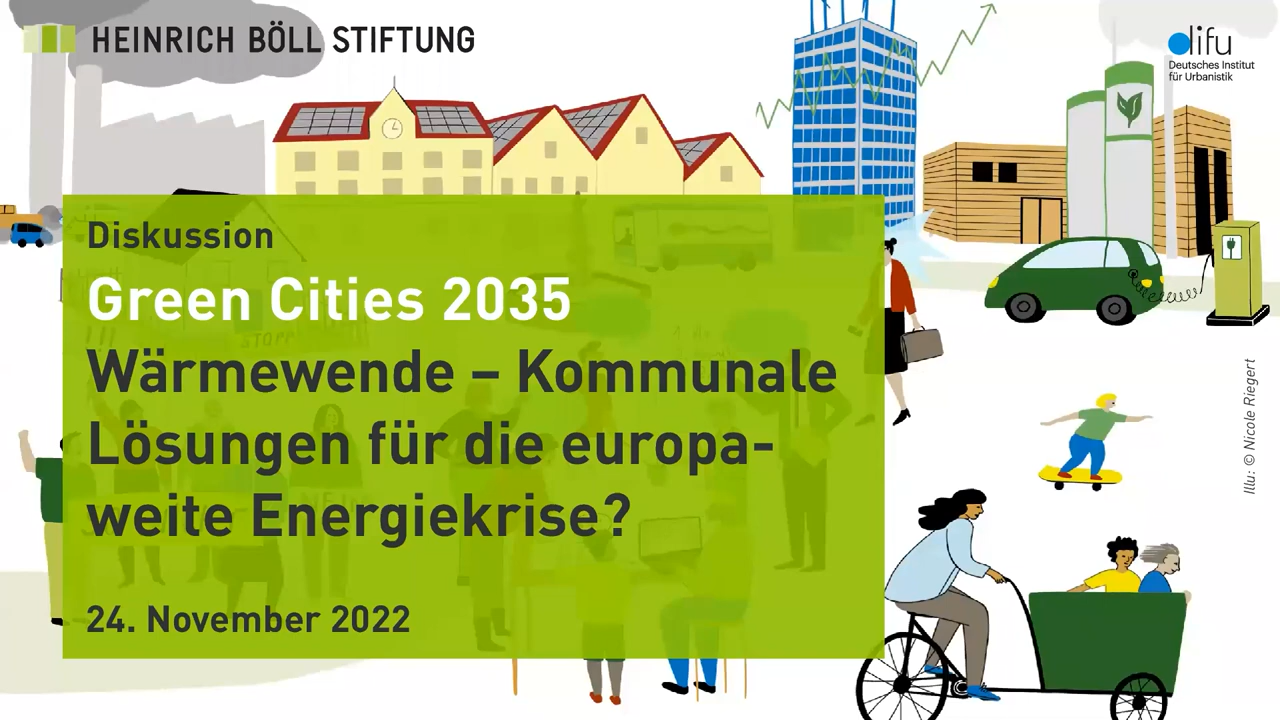 HEINRICH BÖLL STIFTUNG
difu
Deutsches Institut
für Urbanistik
Diskussion
Green Cities 2035
Wärmewende – Kommunale
Lösungen für die europa-
weite Energiekrise?
24. November 2022
Illu: © Nicole Riegert